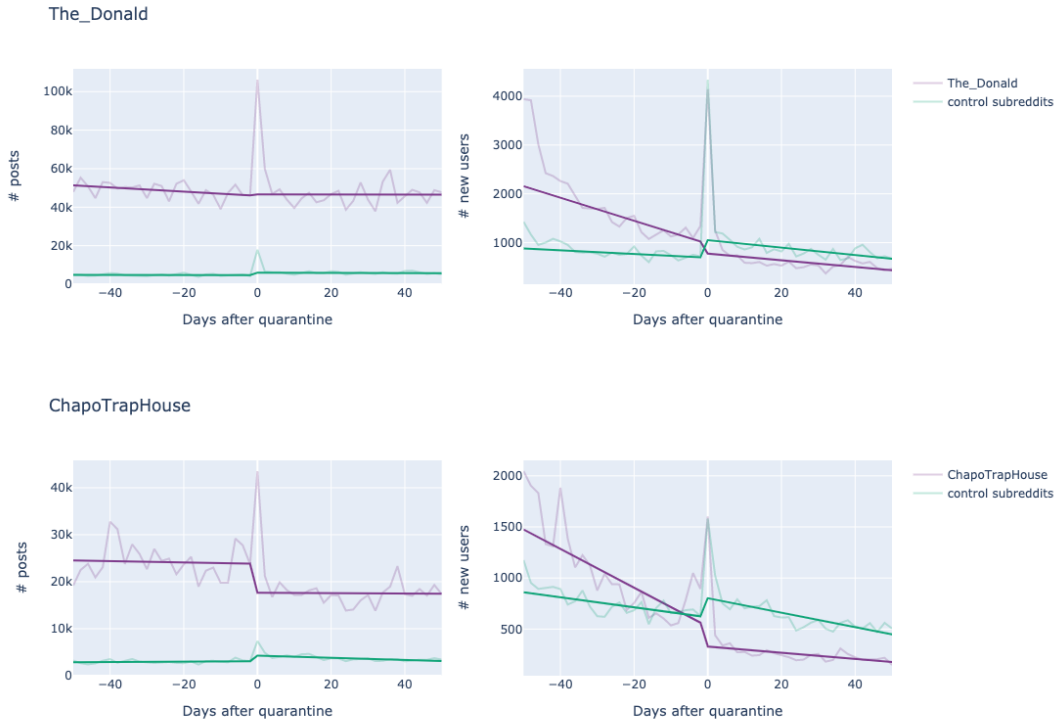 The_Donald
100k
80k
60k
40k
20k
0
# posts
−40
−20
0
20
40
Days after quarantine
4000
3000
2000
1000
# new users
−40
−20
0
20
40
Days after quarantine
The_Donald
control subreddits
ChapoTrapHouse
40k
30k
20k
10k
0
# posts
−40
−20
0
20
40
Days after quarantine
2000
1500
1000
500
# new users
−40
−20
0
20
40
Days after quarantine
ChapoTrapHouse
control subreddits